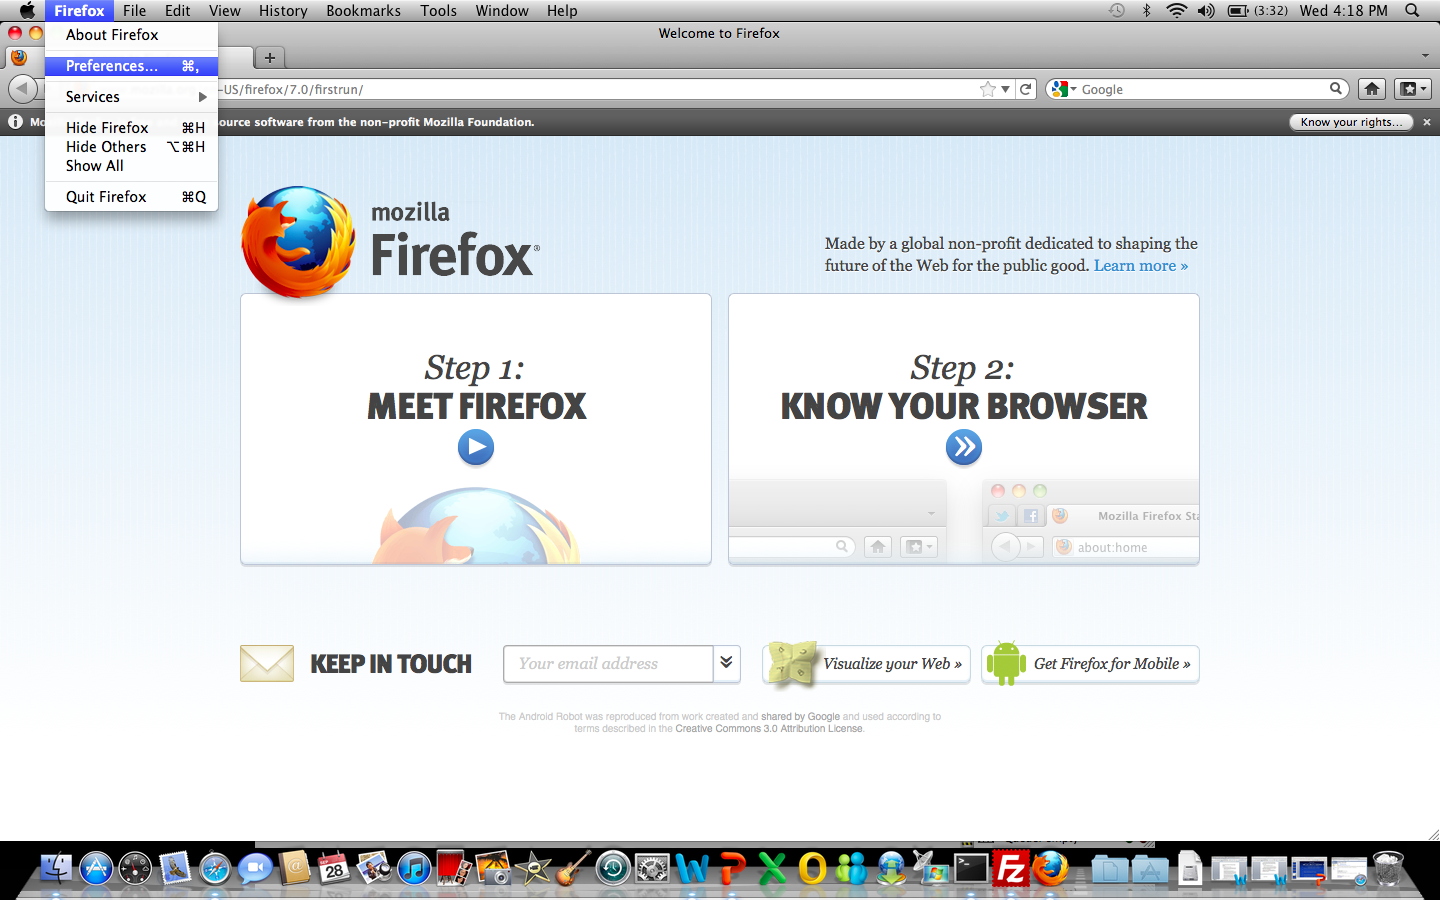 Firefox File Edit View History Bookmarks Tools Window Help (3:32) Wed 4:18 PM
Welcome to Firefox
About Firefox
Preferences... ⌘,
Services
Hide Firefox ⌘H
Hide Others ⌥⌘H
Show All
Quit Firefox ⌘Q
-US/firefox/7.0/firstrun/
Google
Mo
ource software from the non-profit Mozilla Foundation.
Know your rights...
mozilla
Firefox®
Made by a global non-profit dedicated to shaping the
future of the Web for the public good. Learn more »
Step 1:
MEET FIREFOX
Step 2:
KNOW YOUR BROWSER
Mozilla Firefox Sta
about:home
KEEP IN TOUCH
Your email address
Visualize your Web »
Get Firefox for Mobile »
The Android Robot was reproduced from work created and shared by Google and used according to
terms described in the Creative Commons 3.0 Attribution License.
SEP
28